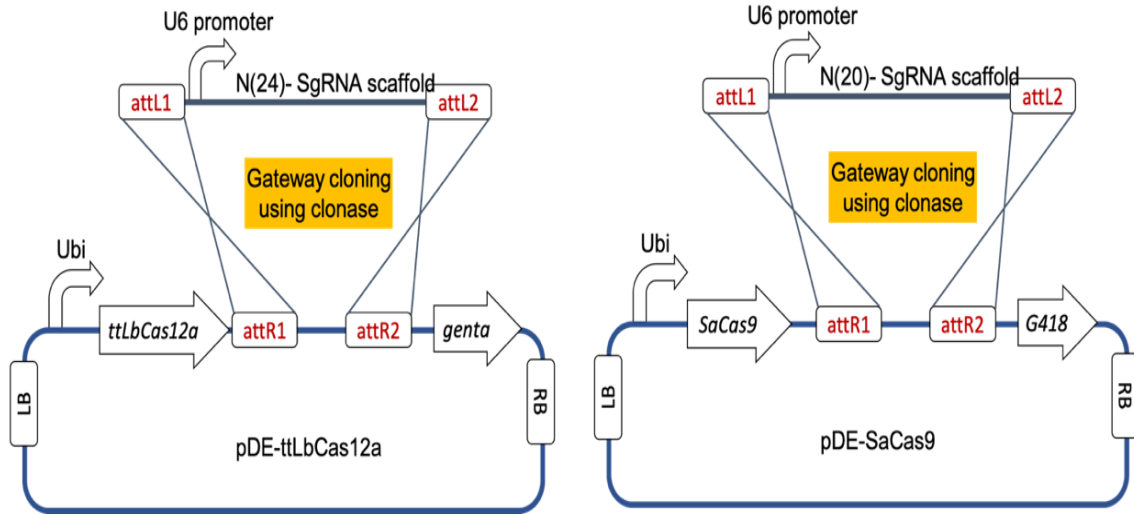 U6 promoter
N(24)- SgRNA scaffold
attL1
attL2
Gateway cloning
using clonase
Ubi
ttLbCas12a
attR1
attR2
genta
LB
RB
pDE-ttLbCas12a
U6 promoter
N(20)- SgRNA scaffold
attL1
attL2
Gateway cloning
using clonase
Ubi
SaCas9
attR1
attR2
G418
LB
RB
pDE-SaCas9